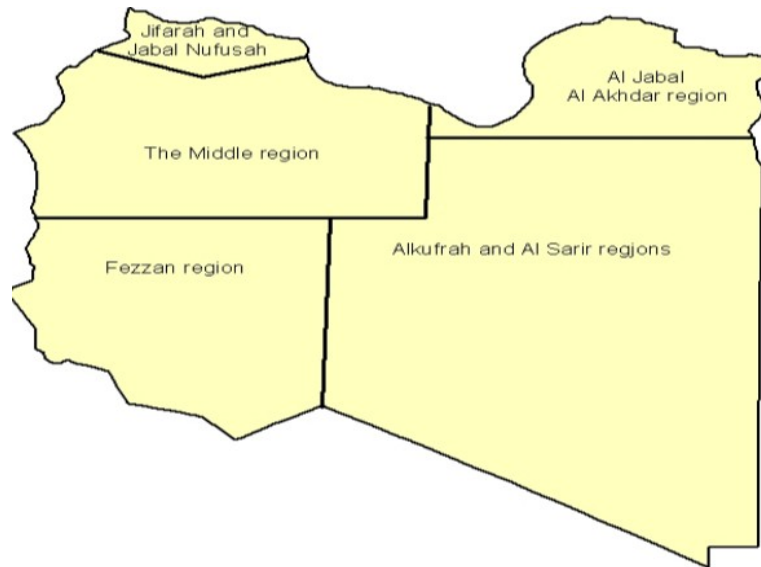 Jifarah and
Jabal Nufusah
Al Jabal
Al Akhdar region
The Middle region
Alkufrah and Al Sarir regjons
Fezzan region